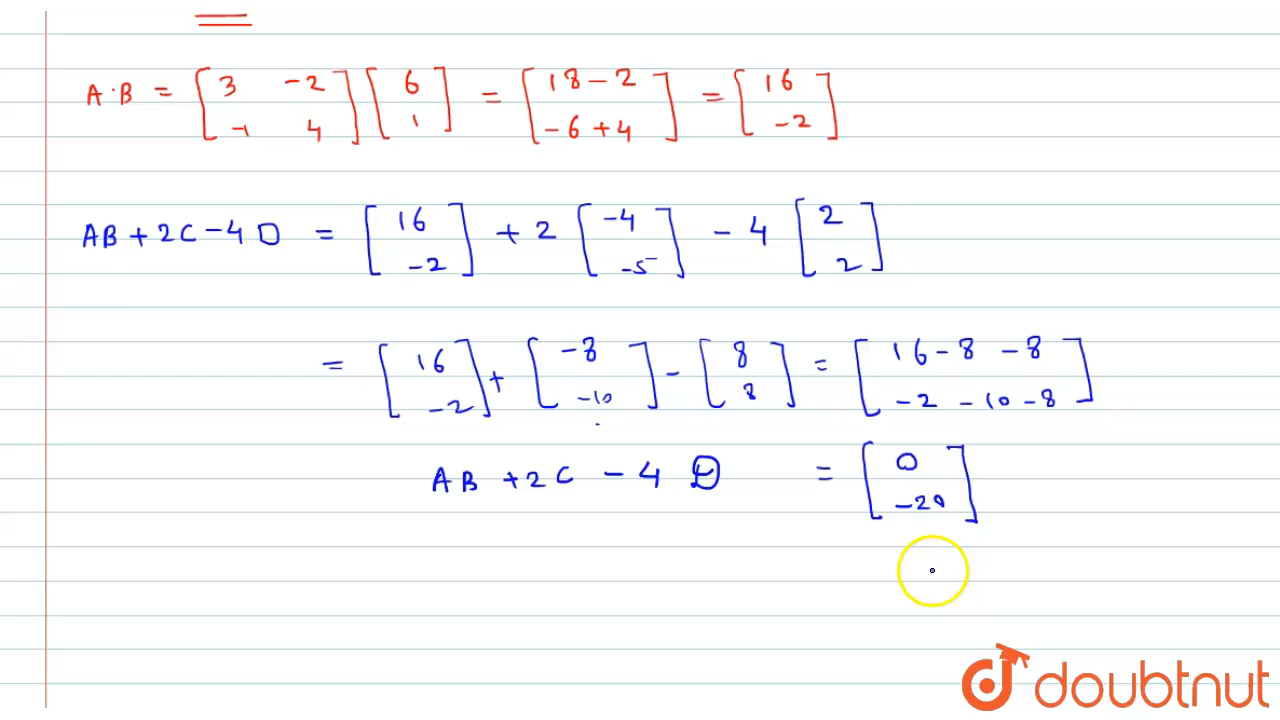 A·B = [3 -2 -1 4] [6 1] = [18-2 -6+4] = [16 -2]
AB+2C-4D = [16 -2] + 2 [-4 -5] - 4 [2 2]
= [16 -2] + [-8 -10] - [8 8] = [16-8-8 -2-10-8]
AB+2C-4D = [0 -20]
doubtnut